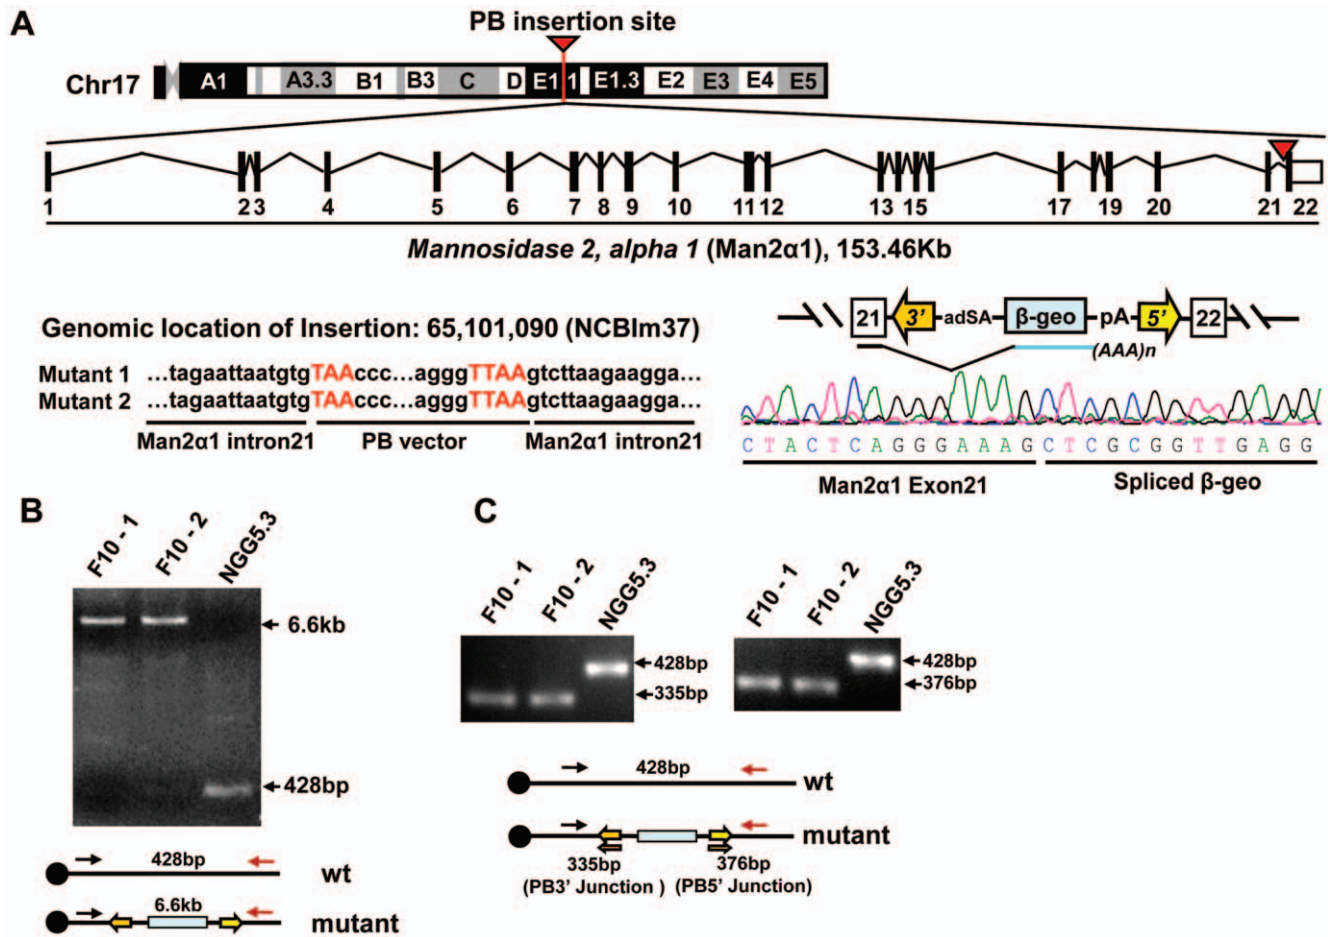 A
PB insertion site
Chr17
A1 A3.3 B1 B3 C D E1.1 E1.3 E2 E3 E4 E5
1 2 3 4 5 6 7 8 9 10 11 12 13 15 17 19 20 21 22
Mannosidase 2, alpha 1 (Man2α1), 153.46Kb
Genomic location of Insertion: 65,101,090 (NCBIm37)
Mutant 1 ...tagaattaatgtgTAAccc...agggTTAAgtcttaagaagga...
Mutant 2 ...tagaattaatgtgTAAccc...agggTTAAgtcttaagaagga...
Man2α1 intron21 PB vector Man2α1 intron21
21 3' adSA β-geo pA 5' 22
(AAA)n
CTACTCAGGGAAAGCTCGCGGTTGAGG
Man2α1 Exon21 Spliced β-geo
B
F10 - 1 F10 - 2 NGG5.3
6.6kb
428bp
428bp
wt
6.6kb
mutant
C
F10 - 1 F10 - 2 NGG5.3
428bp
335bp
F10 - 1 F10 - 2 NGG5.3
428bp
376bp
428bp
wt
mutant
335bp 376bp
(PB3' Junction ) (PB5' Junction)